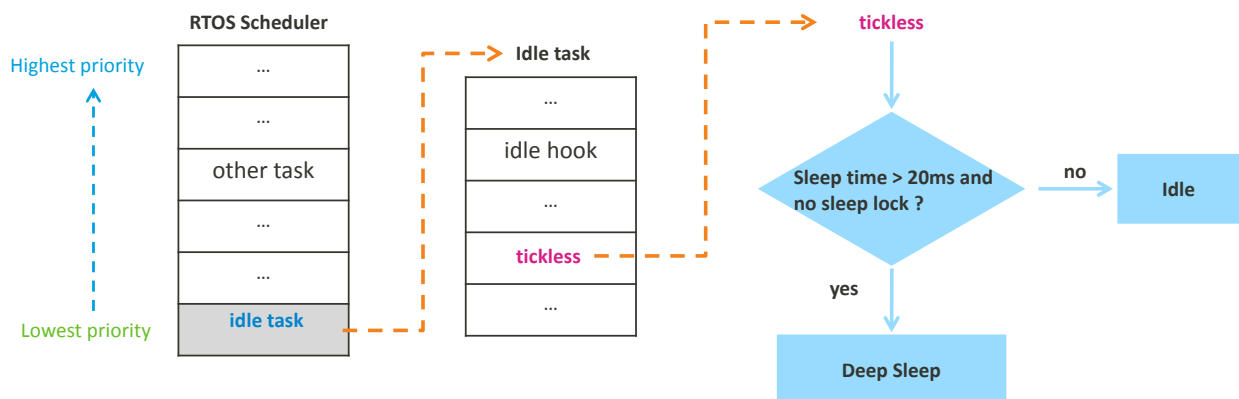 RTOS Scheduler
Highest priority
...
...
other task
...
...
idle task
Lowest priority
Idle task
...
idle hook
...
tickless
...
tickless
Sleep time > 20ms and
no sleep lock ?
no
Idle
yes
Deep Sleep